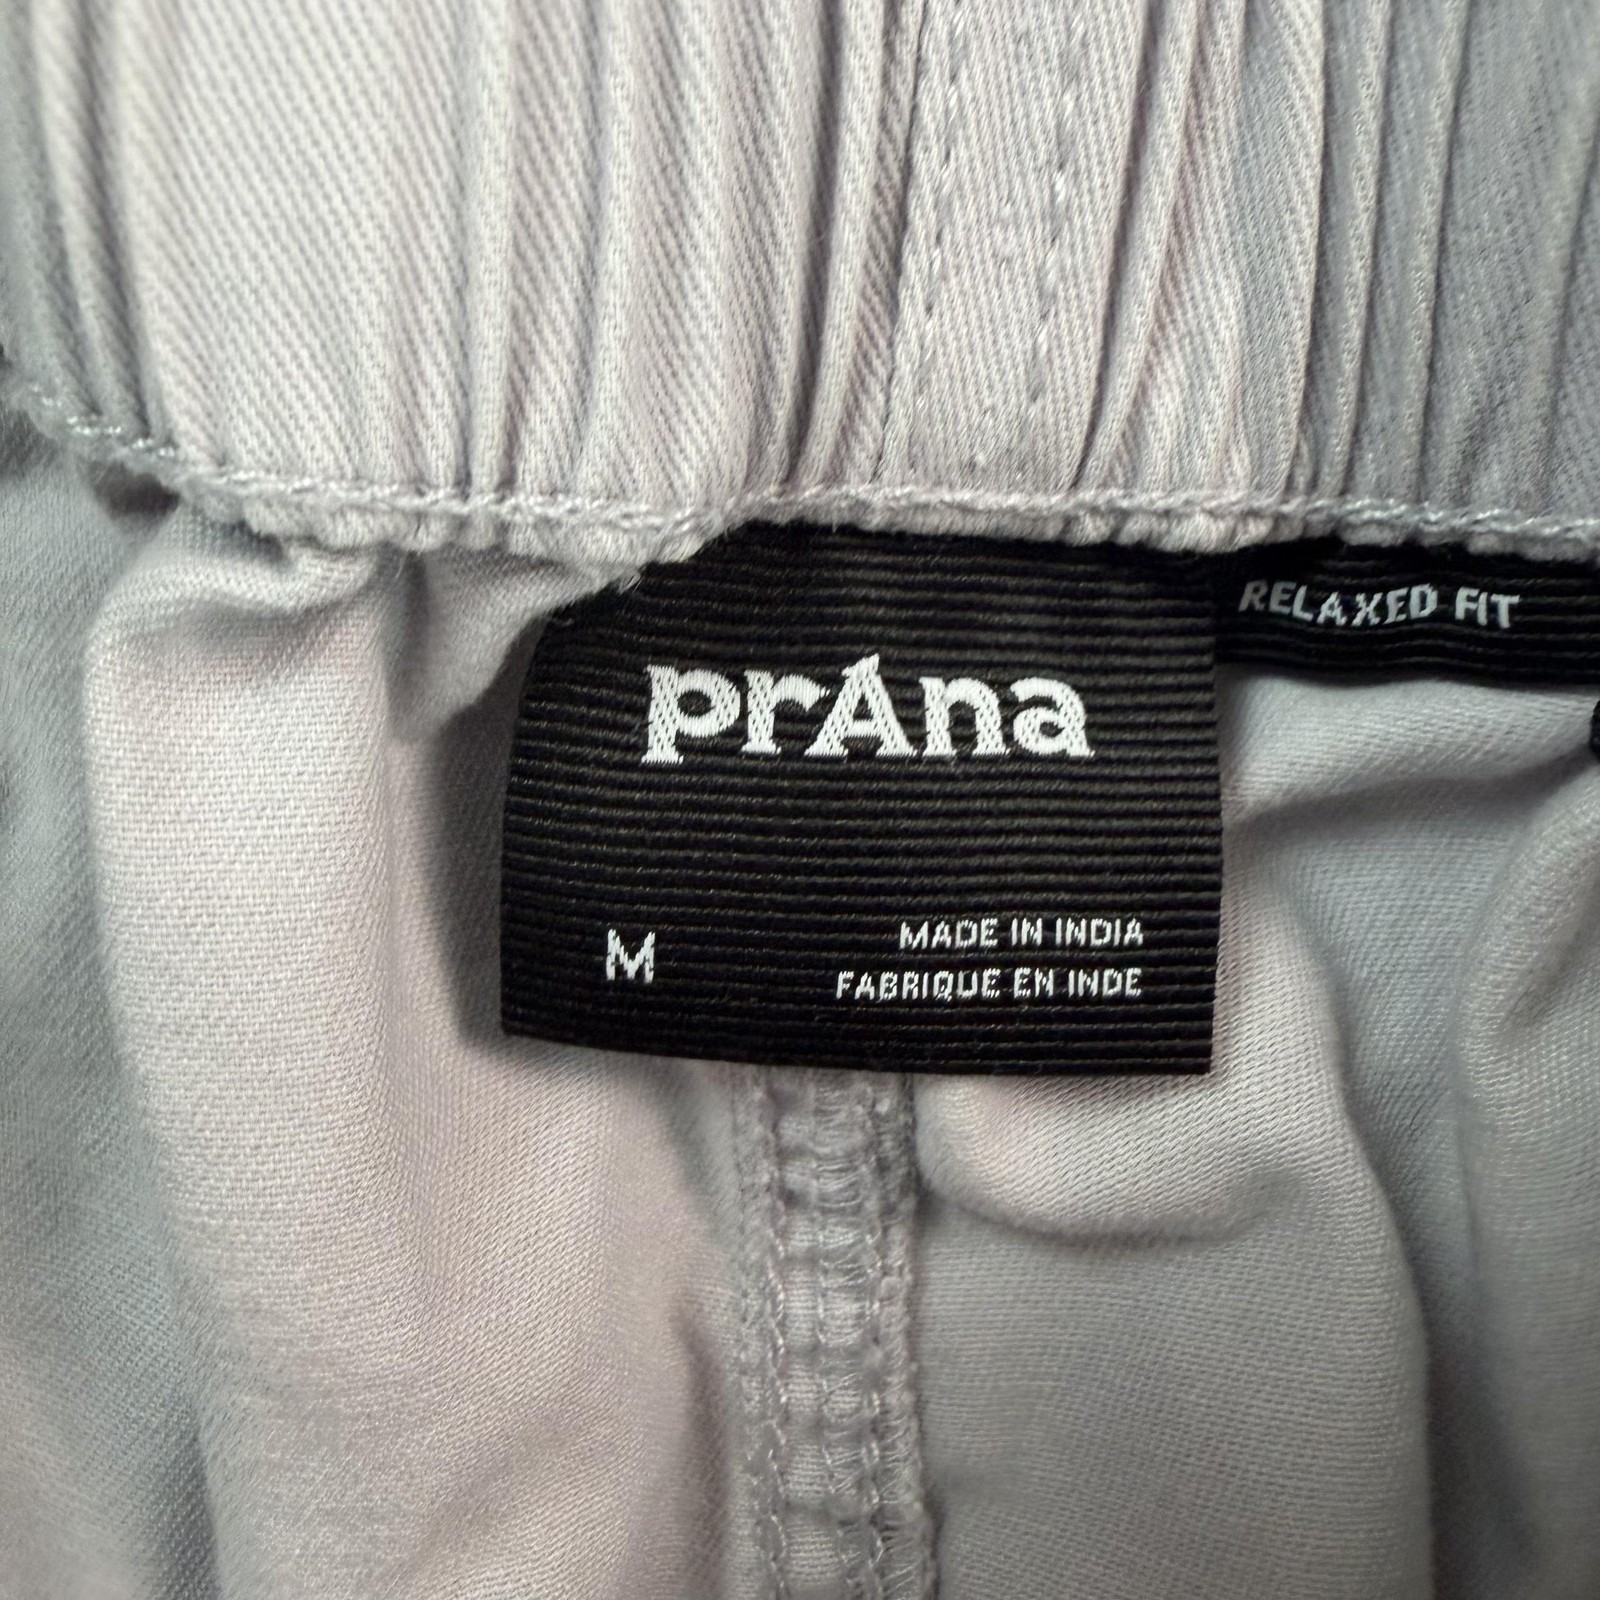 RELAXED FIT
prAna
M
MADE IN INDIA
FABRIQUE EN INDE